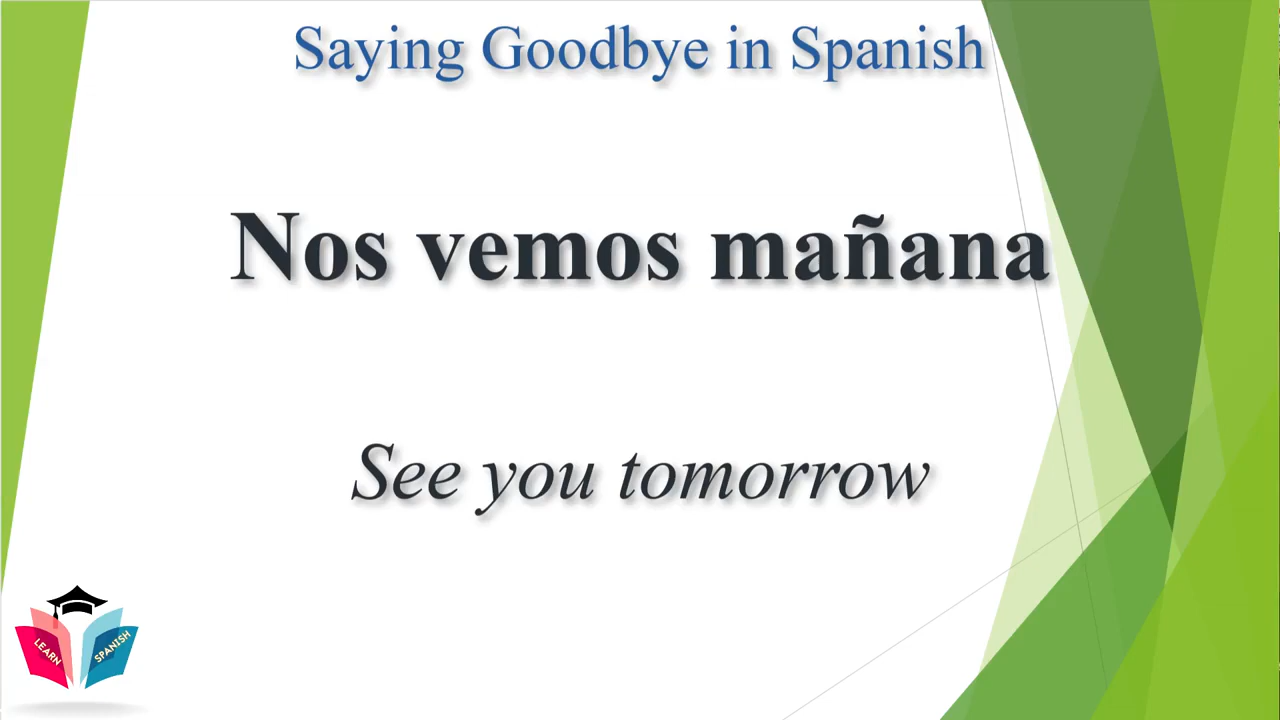 Saying Goodbye in Spanish
Nos vemos mañana
See you tomorrow
LEARN
SPANISH